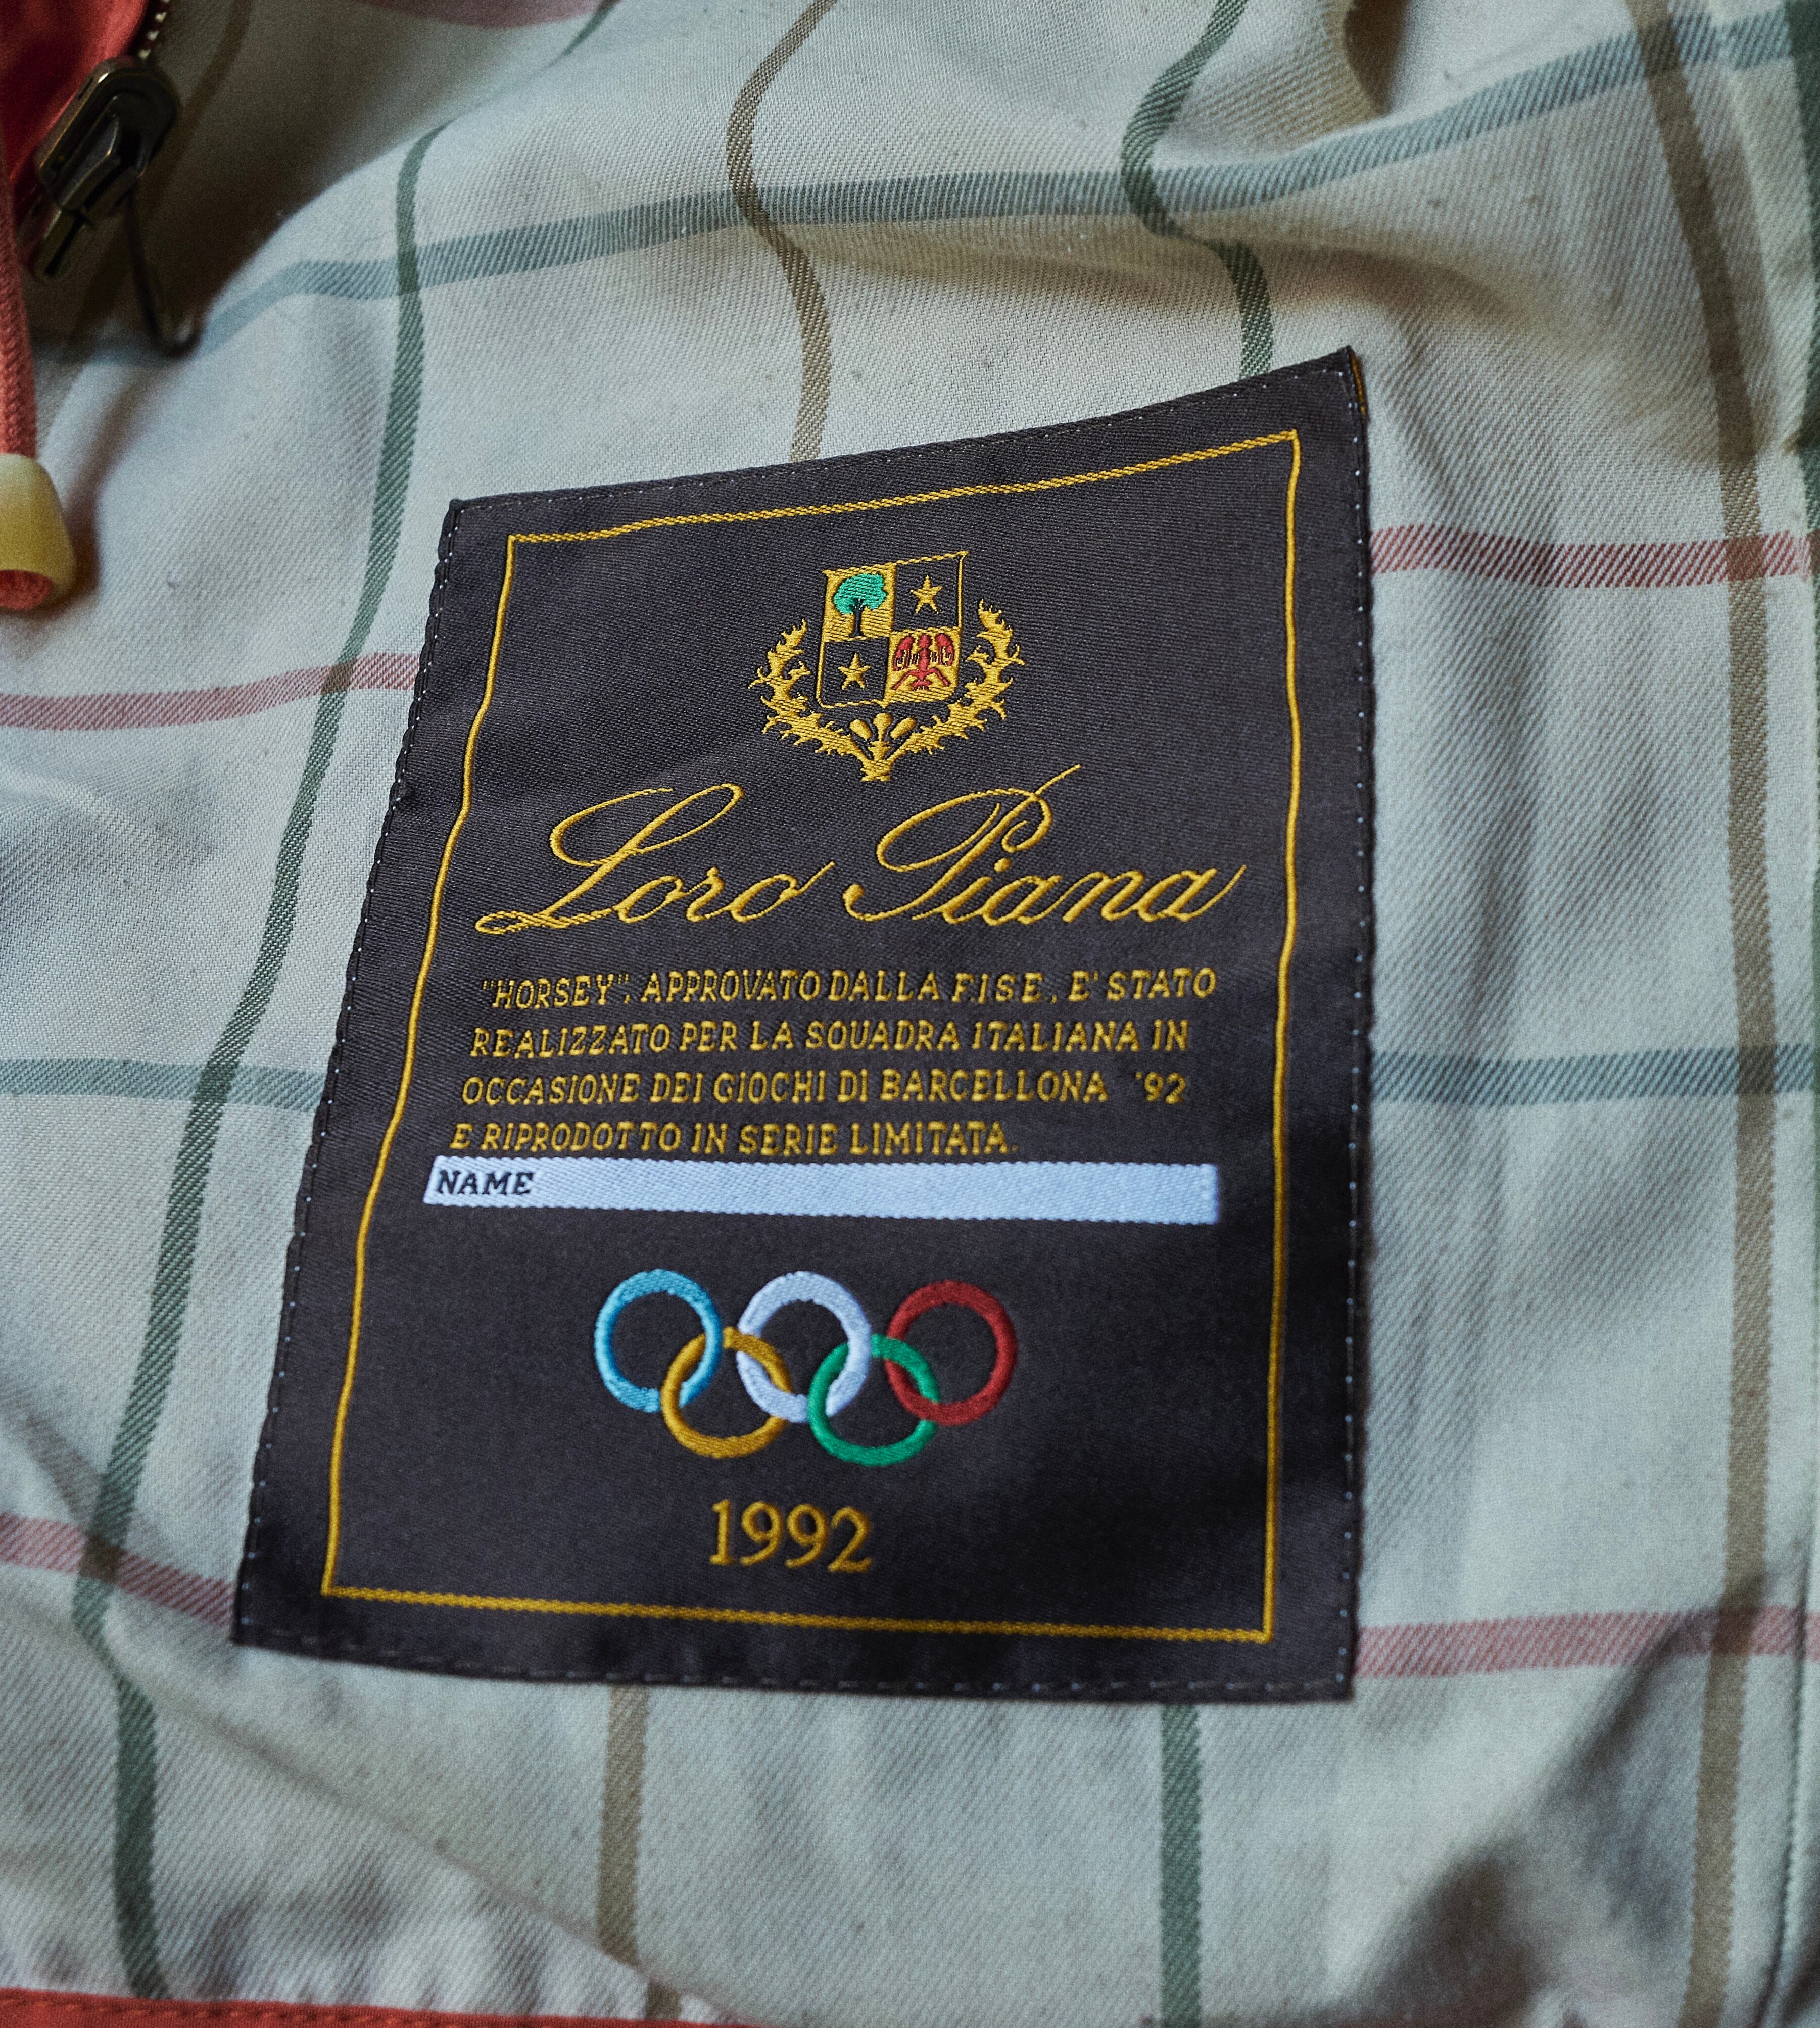 Loro Piana
"HORSEY", APPROVATO DALLA F.I.S.E., E' STATO
REALIZZATO PER LA SQUADRA ITALIANA IN
OCCASIONE DEI GIOCHI DI BARCELLONA '92
E RIPRODOTTO IN SERIE LIMITATA.
NAME
1992